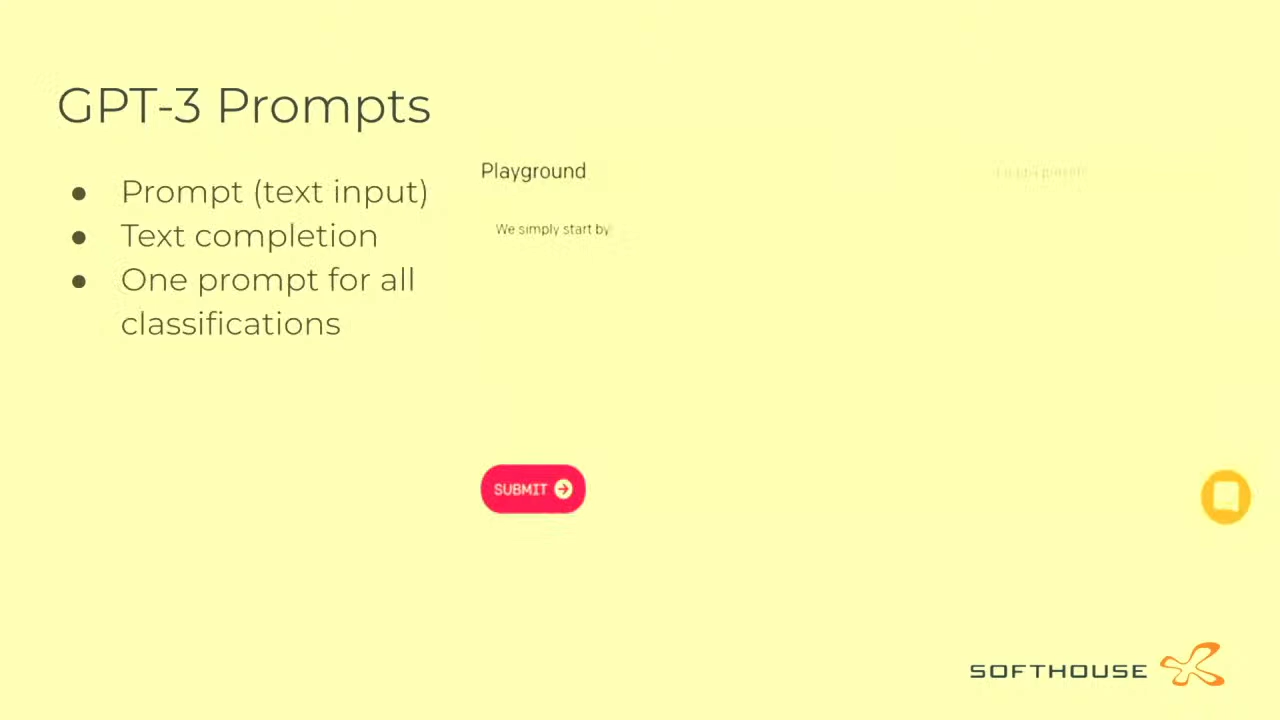 GPT-3 Prompts
● Prompt (text input)
● Text completion
● One prompt for all
classifications
Playground
We simply start by
SUBMIT
SOFTHOUSE